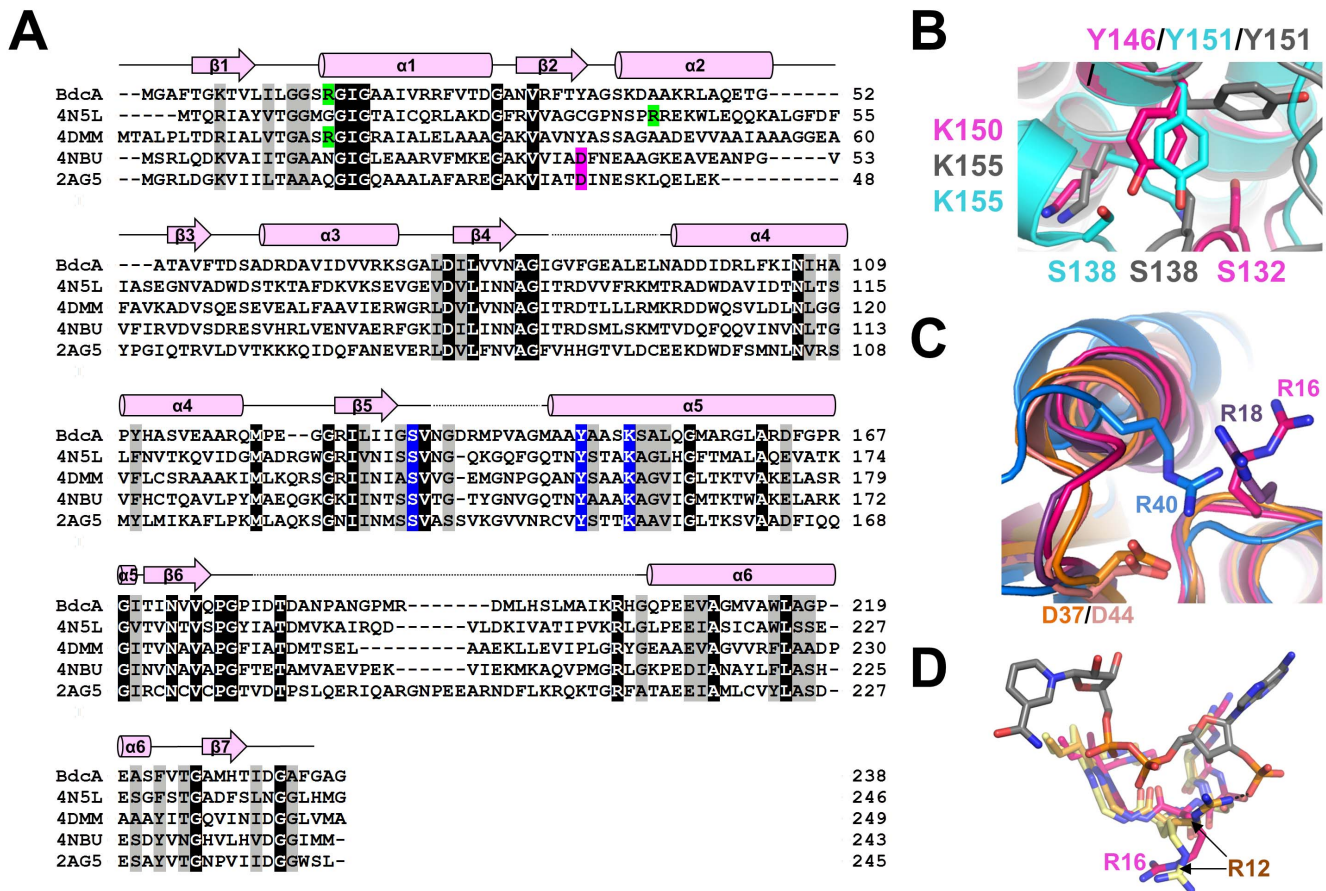 A
β1 α1 β2 α2
BdcA --MGAFTGKTVLILGGSRGIGAAIVRRFVTDGANVRFTYAGSKDAAKRLAQETG------ 52
4N5L ---MTQRIAYVTGGMGGIGTAICQRLAKDGFRVVAGCGPNSPRREKWLEQQKALGFDF 55
4DMM MTALPLTDRIALVTGASRGIGRAIALELAAAGAKVAVNYASSAGAADEVVAAIAAAGGEA 60
4NBU --MSRLQDKVAIITGAANGIGLEAARVFMKEGAKVVIADFNEAAGKEAVEANPG-----V 53
2AG5 --MGRLDGKVIILTAAAQGIGQAAALAFAREGAKVIATDINESKLQELEK---------- 48
β3 α3 β4 α4
BdcA ---ATAVFTDSADRDAVIDVVRKSGALDILVVNAGIGVFGEALELNADDIDRLFKINIHA 109
4N5L IASEGNVADWDSTKTAFDKVKSEVGEVDVLINNAGITRDVVFRKMTRADWDAVIDTNLTS 115
4DMM FAVKADVSQESEVEALFAAVIERWGRLDVLVNNAGITRDTLLLRMKRDDWQSVLDLNLGG 120
4NBU VFIRVDVSDRESVHRLVENVAERFGKIDILINNAGITRDSMLSKMTVDQFQQVINVNLTG 113
2AG5 YPGIQTRVLDVTKKKQIDQFANEVERLDVLFNVAGFVHHGTVLDCEEKDWDFSMNLNVRS 108
α4 β5 α5
BdcA PYHASVEAARQMPE--GGRILIIGSVNGDRMPVAGMAAYAASKSALQGMARGLARDFGPR 167
4N5L LFNVTKQVIDGMADRGWGRIVNISSVNG-QKGQFGQTNYSTAKAGLHGFTMALAQEVATK 174
4DMM VFLCSRAAAKIMLKQRSGRIINIASVVG-EMGNPGQANYSAAKAGVIGLTKTVAKELASR 179
4NBU VFHCTQAVLPYMAEQGKGKIINTSSVTG-TYGNVGQTNYAAAKAGVIGMTKTWAKELARK 172
2AG5 MYLMIKAFLPKMLAQKSGNIINMSSVASSVKGVVNRCVYSTTKAAVIGLTKSVAADFIQQ 168
α5 β6 α6
BdcA GITINVVQPGPIDTDANPANGPMR-------DMLHSLMAIKRHGQPEEVAGMVAWLAGP- 219
4N5L GVTVNTVSPGYIATDMVKAIRQD--------VLDKIVATIPVKRLGLPEEIASICAWLSSE- 227
4DMM GITVNAVAPGFIATDMTSEL-----------AAEKLLEVIPLGRYGEAAEVAGVVRFLAADP 230
4NBU GINVNAVAPGFTETAMVAEVPEK--------VIEKMKAQVPMGRLGKPEDIANAYLFLASH- 225
2AG5 GIRCNCVCPGTVDTPSLQERIQARGNPEEARNDFLKRQKTGRFATAEEIAMLCVYLASD- 227
α6 β7
BdcA EASFVTGAMHTIDGAFGAG 238
4N5L ESGFSTGADFSLNGGLHMG 246
4DMM AAAYITGQVINIDGGLVMA 249
4NBU ESDYVNGHVLHVDGGIMM- 243
2AG5 ESAYVTGNPVIIDGGWSL- 245
B
Y146/Y151/Y151
K150
K155
K155
S138 S138 S132
C
R16
R18
R40
D37/D44
D
R16
R12